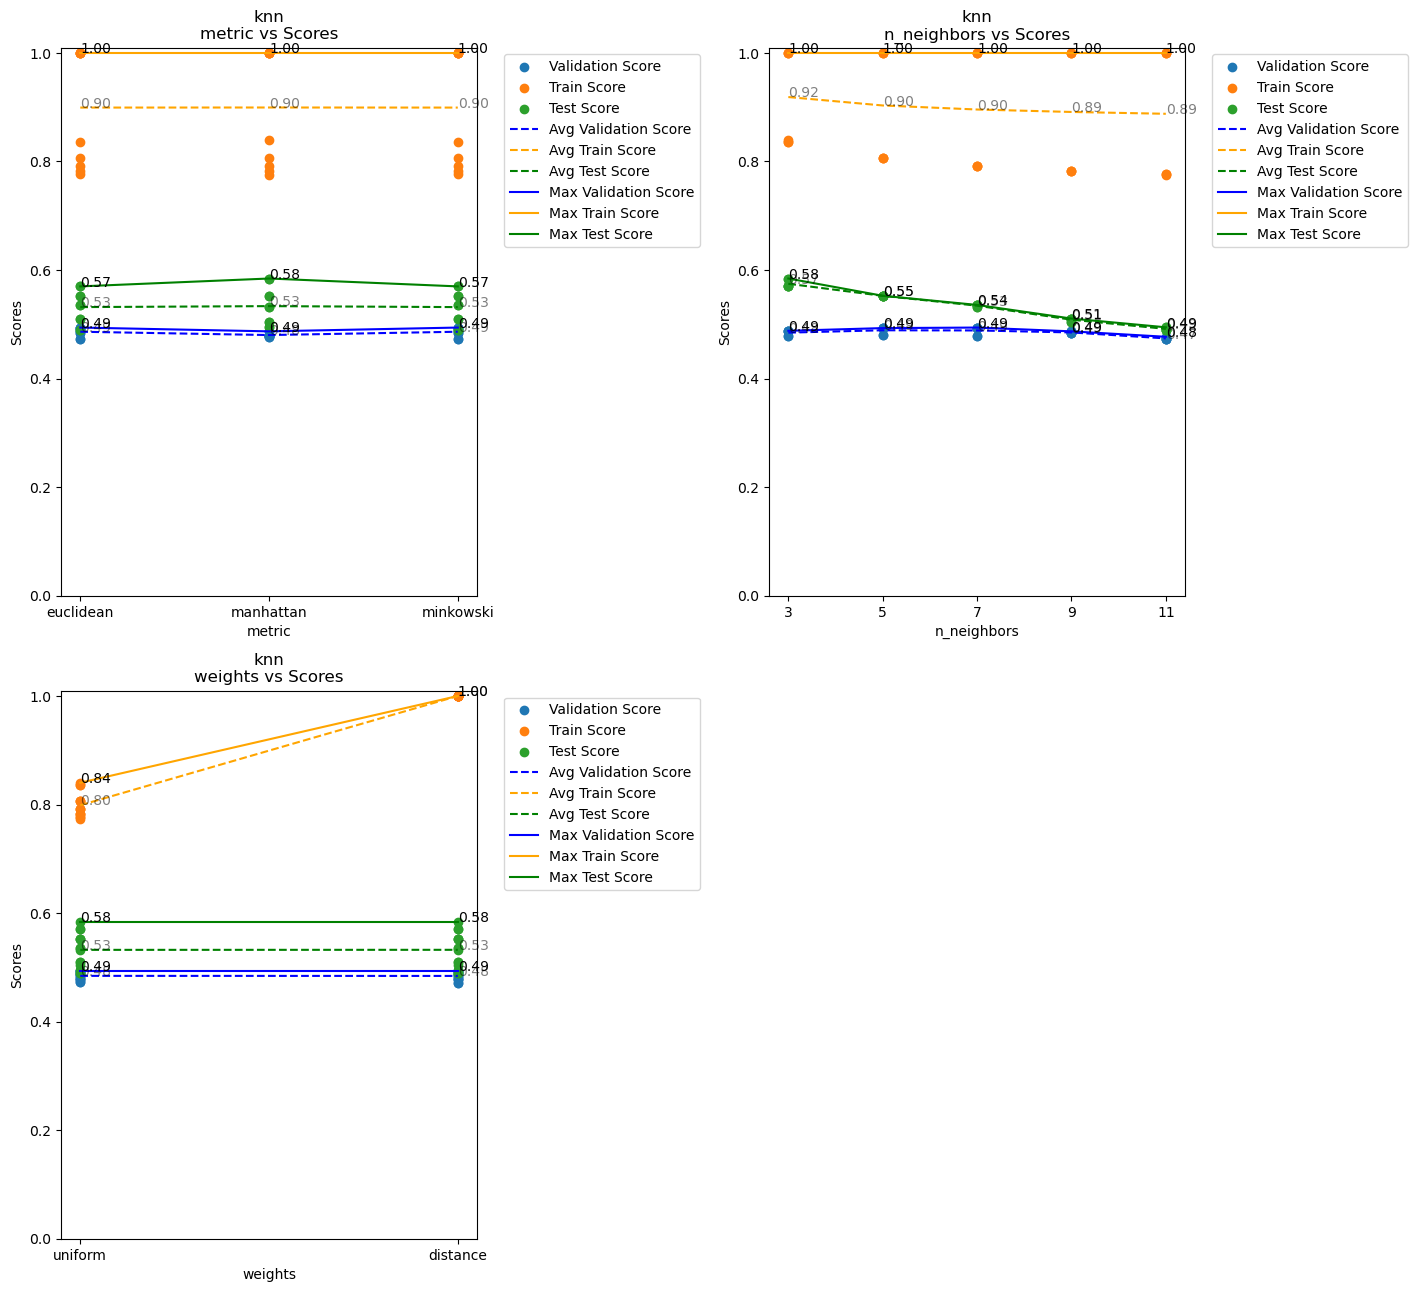 knn
metric vs Scores
1.00 1.00 1.00
0.90 0.90 0.90
0.57 0.58 0.57
0.53 0.53 0.53
0.49 0.49 0.49
Scores
1.0
0.8
0.6
0.4
0.2
0.0
euclidean manhattan minkowski
metric
Validation Score
Train Score
Test Score
Avg Validation Score
Avg Train Score
Avg Test Score
Max Validation Score
Max Train Score
Max Test Score
knn
n_neighbors vs Scores
1.00 1.00 1.00 1.00 1.00
0.92 0.90 0.90 0.89 0.89
0.58 0.55 0.54 0.51 0.49
0.49 0.49 0.49 0.49 0.48
Scores
1.0
0.8
0.6
0.4
0.2
0.0
3 5 7 9 11
n_neighbors
Validation Score
Train Score
Test Score
Avg Validation Score
Avg Train Score
Avg Test Score
Max Validation Score
Max Train Score
Max Test Score
knn
weights vs Scores
1.00
0.84
0.80
0.58 0.58
0.53 0.53
0.49 0.49
0.48
Scores
1.0
0.8
0.6
0.4
0.2
0.0
uniform distance
weights
Validation Score
Train Score
Test Score
Avg Validation Score
Avg Train Score
Avg Test Score
Max Validation Score
Max Train Score
Max Test Score